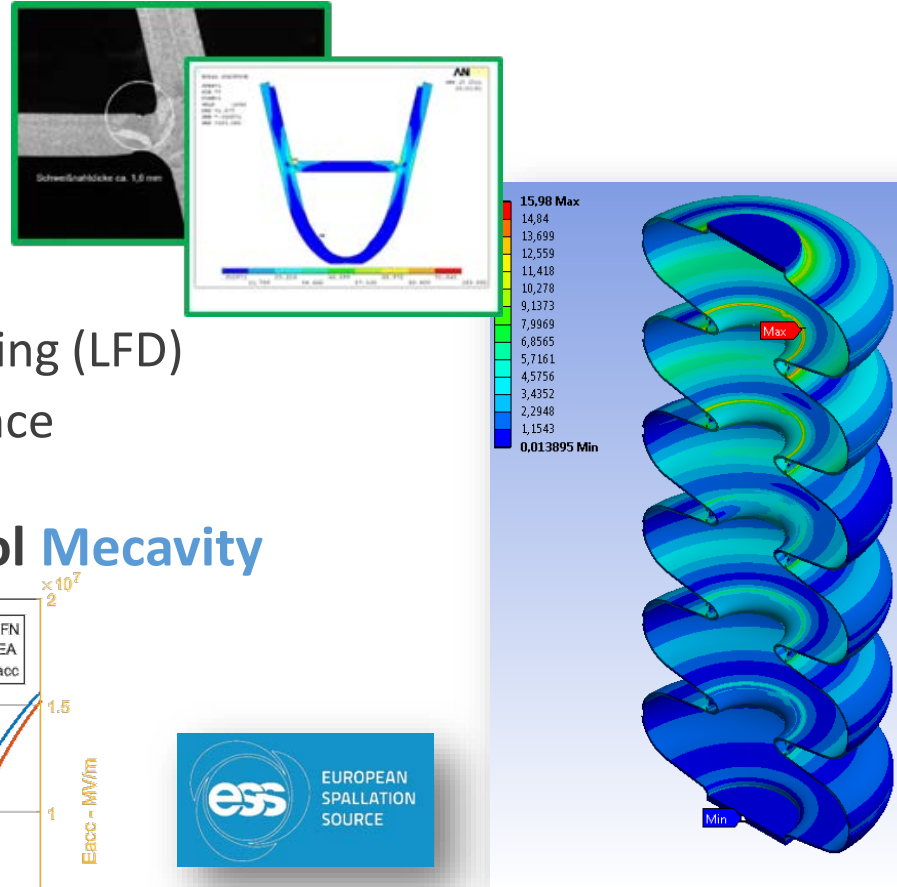 AN
Schweißnahtdicke ca. 1,6 mm
15,98 Max
14,84
13,699
12,559
11,418
10,278
9,1373
7,9969
6,8565
5,7161
4,5756
3,4352
2,2948
1,1543
0,013895 Min
Max
Min
ing (LFD)
nce
ol Mecavity
×10⁷
2
FN
EA
acc
1.5
1
Eacc - MV/m
ess
EUROPEAN
SPALLATION
SOURCE